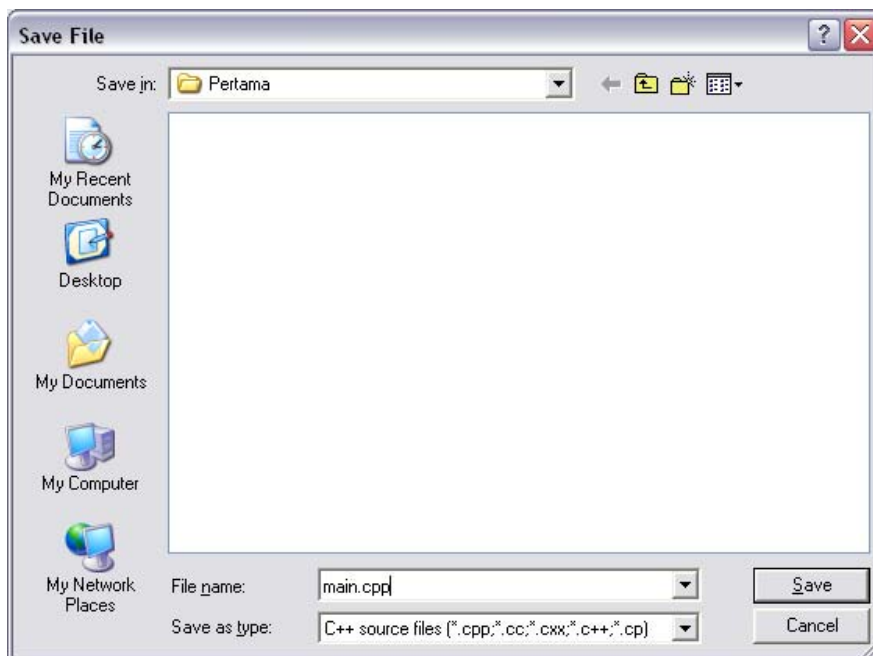 Save File
Save in: Pertama
My Recent
Documents
Desktop
My Documents
My Computer
My Network
Places
File name: main.cpp Save
Save as type: C++ source files (*.cpp;*.cc;*.cxx;*.c++;*.cp) Cancel